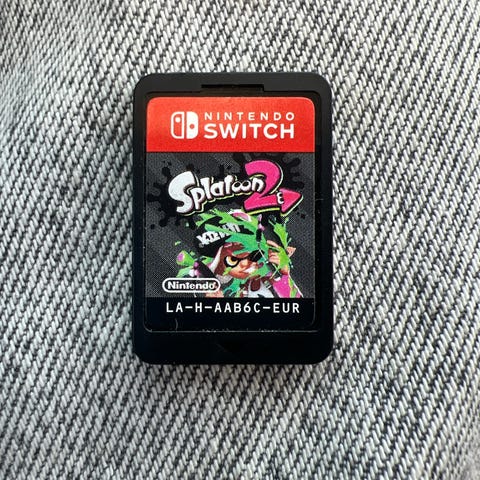 NINTENDO
SWITCH
Splatoon 2
Nintendo
LA-H-AAB6C-EUR